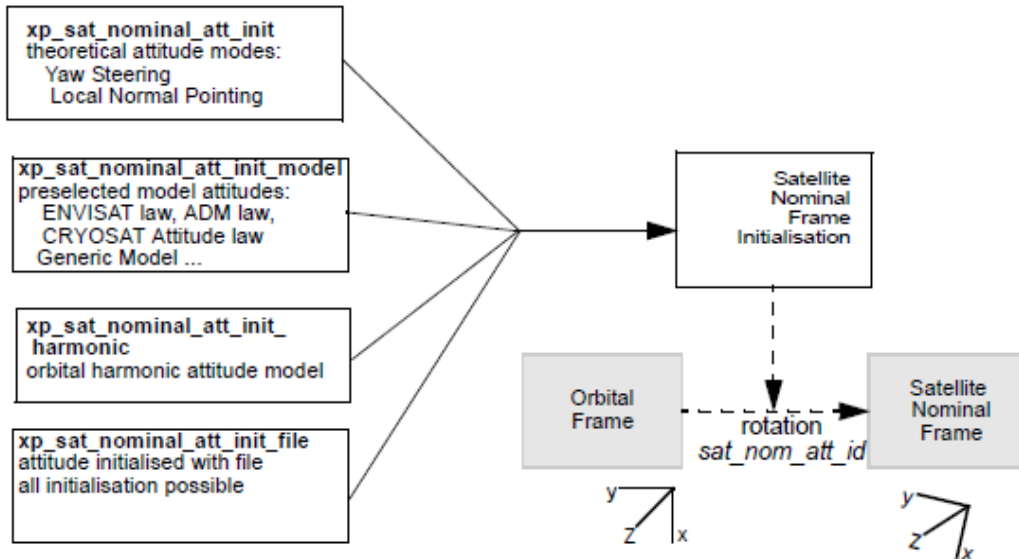 xp_sat_nominal_att_init
theoretical attitude modes:
Yaw Steering
Local Normal Pointing
xp_sat_nominal_att_init_model
preselected model attitudes:
ENVISAT law, ADM law,
CRYOSAT Attitude law
Generic Model ...
xp_sat_nominal_att_init_
harmonic
orbital harmonic attitude model
xp_sat_nominal_att_init_file
attitude initialised with file
all initialisation possible
Satellite
Nominal
Frame
Initialisation
Orbital
Frame
rotation
sat_nom_att_id
Satellite
Nominal
Frame
y
Z
x
y
z
x